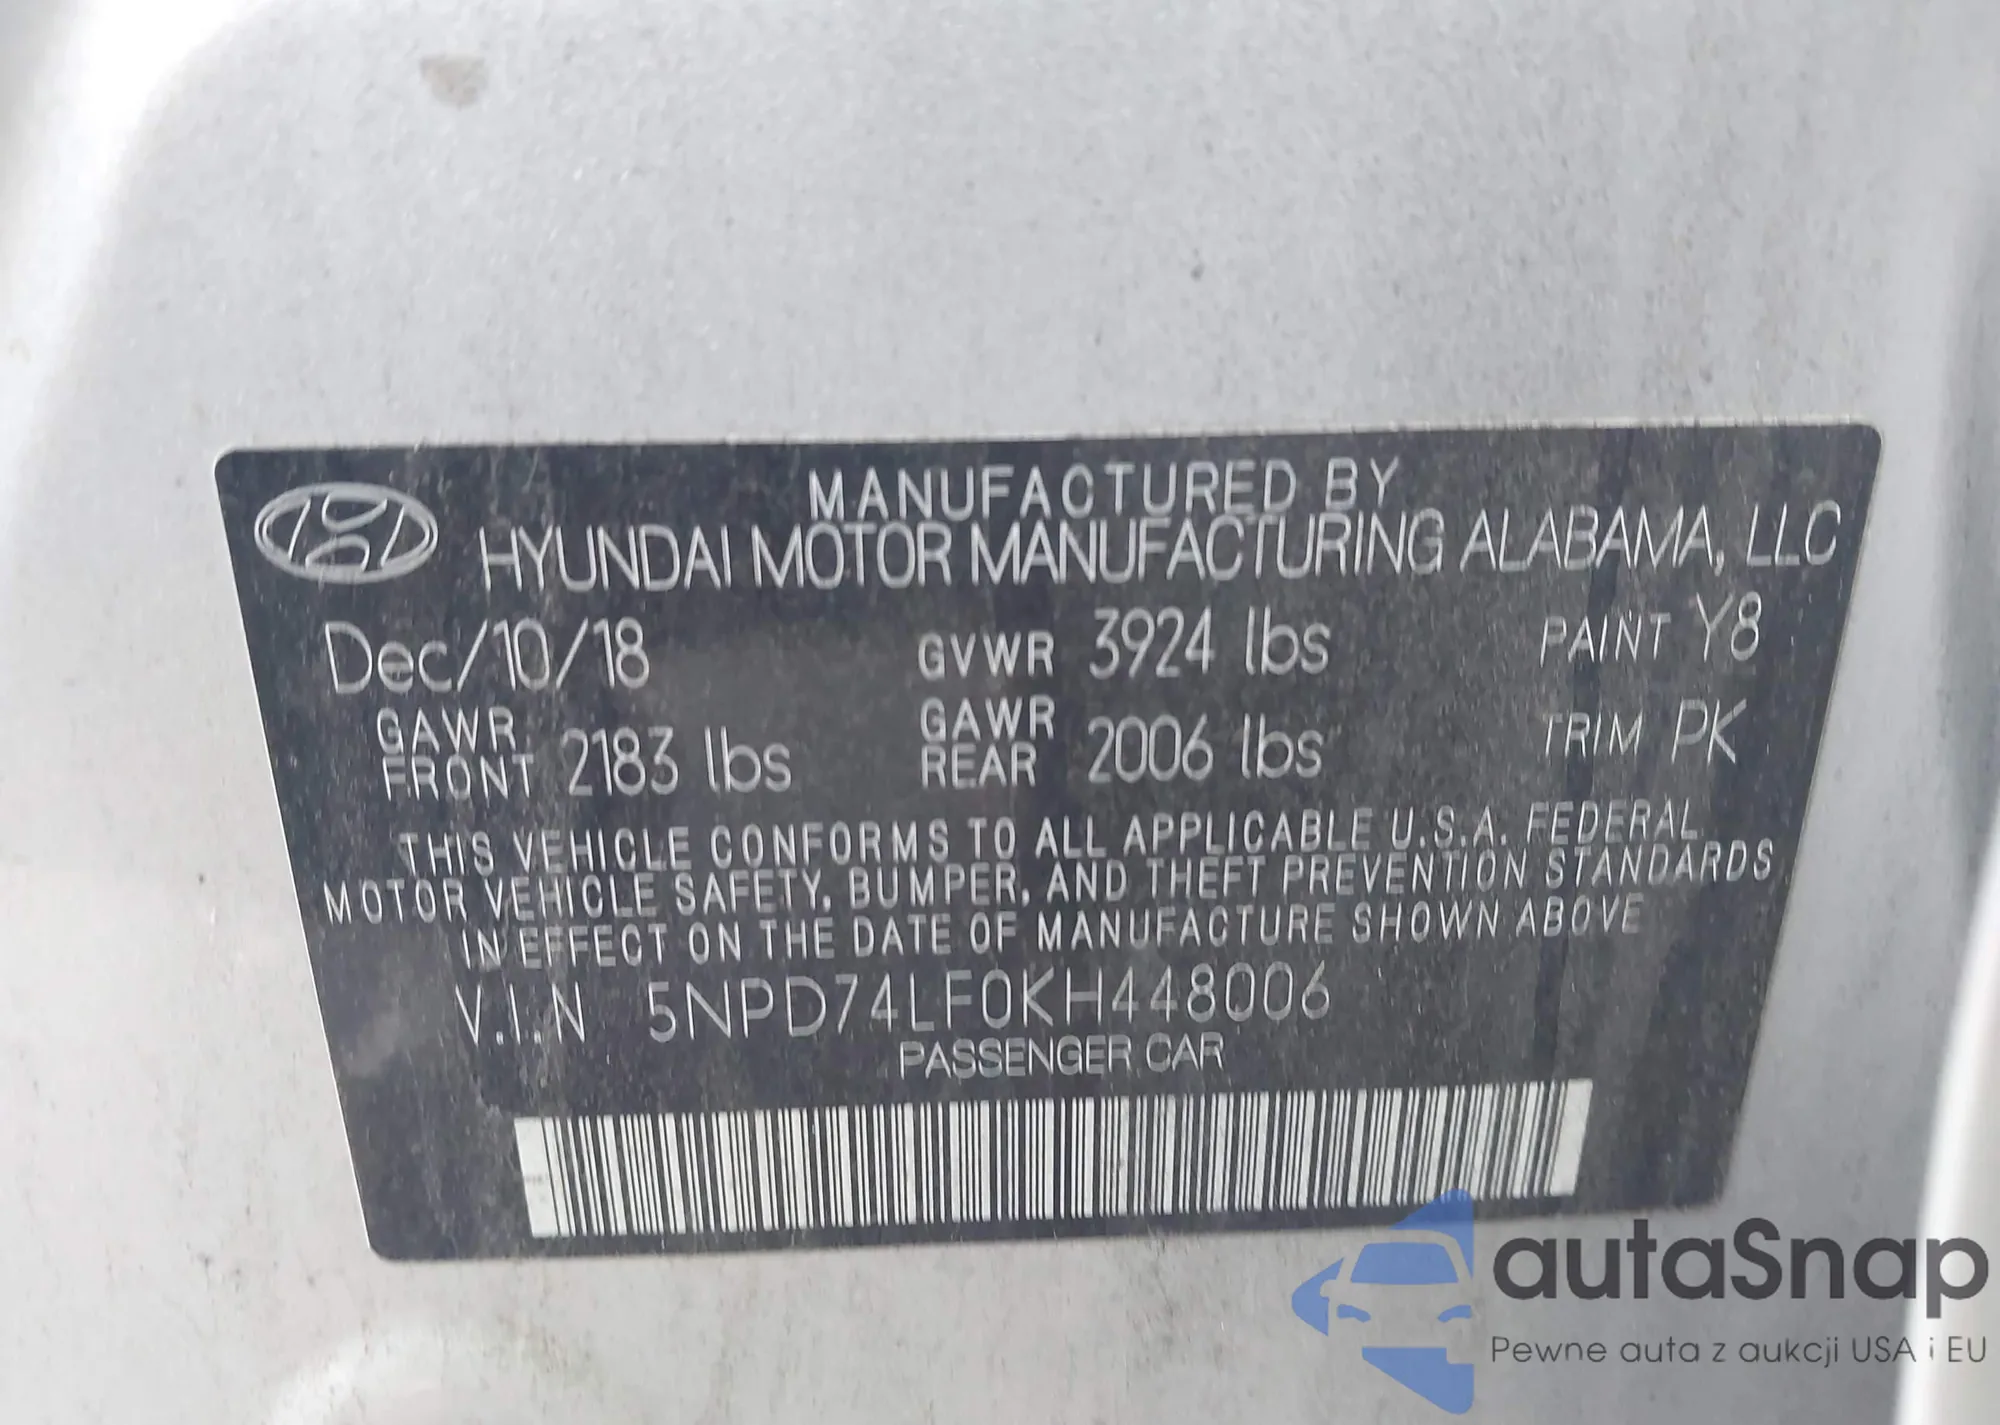 MANUFACTURED BY
HYUNDAI MOTOR MANUFACTURING ALABAMA, LLC
Dec/10/18 GVWR 3924 lbs PAINT Y8
GAWR FRONT 2183 lbs GAWR REAR 2006 lbs TRIM PK
THIS VEHICLE CONFORMS TO ALL APPLICABLE U.S.A. FEDERAL
MOTOR VEHICLE SAFETY, BUMPER, AND THEFT PREVENTION STANDARDS
IN EFFECT ON THE DATE OF MANUFACTURE SHOWN ABOVE
V.I.N 5NPD74LF0KH448006
PASSENGER CAR
autaSnap
Pewne auta z aukcji USA i EU